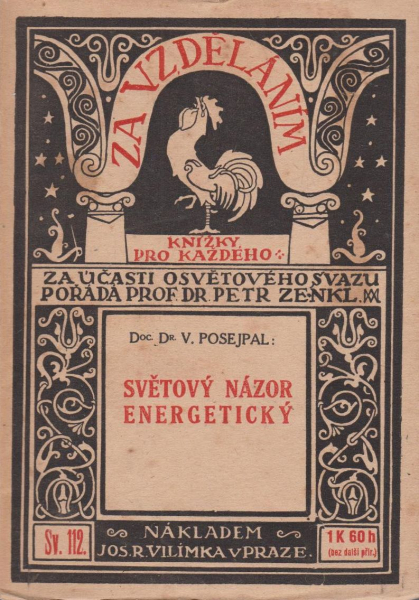 ZA VZDĚLÁNÍM
KNIŽKY
PRO KAŽDÉHO
ZA ÚČASTI OSVĚTOVÉHO SVAZU
POŘÁDÁ PROF. DR. PETR ZENKL.
Doc. Dr. V. POSEJPAL:
SVĚTOVÝ NÁZOR
ENERGETICKÝ
Sv. 112.
NÁKLADEM
JOS. R. VILÍMKA V PRAZE.
1 K 60 h
(bez další přir.)